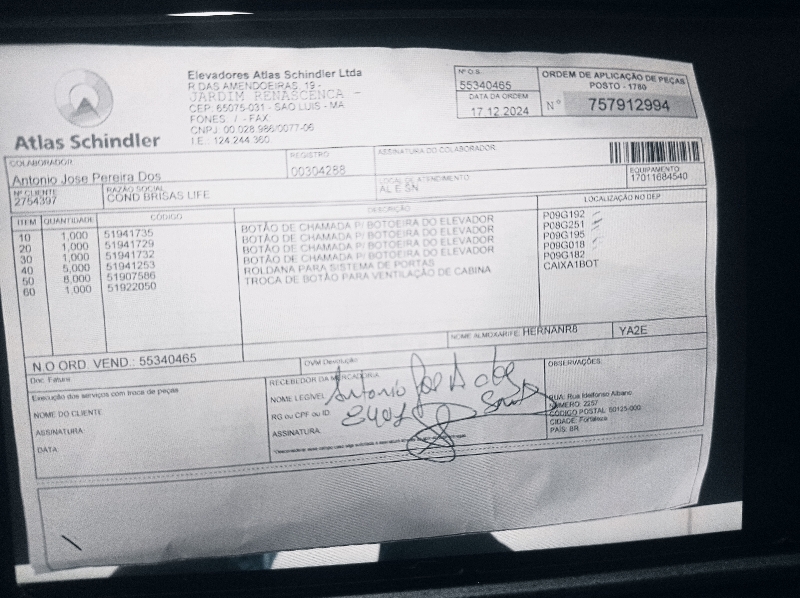 Atlas Schindler
Elevadores Atlas Schindler Ltda
R DAS AMENDOEIRAS, 19 -
JARDIM RENASCENCA -
CEP: 65075-031 - SAO LUIS - MA
FONES: / - FAX
CNPJ: 00.028.986/0077-06
I.E.: 124.244.360
Nº O.S.
55340465
DATA DA ORDEM
17.12.2024
ORDEM DE APLICAÇÃO DE PEÇAS
POSTO - 1780
Nº 757912994
COLABORADOR
Antonio Jose Pereira Dos
REGISTRO
00304288
ASSINATURA DO COLABORADOR
Nº CLIENTE
2754397
RAZÃO SOCIAL
COND BRISAS LIFE
LOCAL DE ATENDIMENTO
AL E SN
EQUIPAMENTO
17011684540
ITEM QUANTIDADE CÓDIGO DESCRIÇÃO LOCALIZAÇÃO NO DEP
10 1,000 51941735 BOTÃO DE CHAMADA P/ BOTOEIRA DO ELEVADOR P09G192
20 1,000 51941729 BOTÃO DE CHAMADA P/ BOTOEIRA DO ELEVADOR P08G251
30 1,000 51941732 BOTÃO DE CHAMADA P/ BOTOEIRA DO ELEVADOR P09G195
40 5,000 51941253 BOTÃO DE CHAMADA P/ BOTOEIRA DO ELEVADOR P09G018
50 8,000 51907586 ROLDANA PARA SISTEMA DE PORTAS P09G182
60 1,000 51922050 TROCA DE BOTÃO PARA VENTILAÇÃO DE CABINA CAIXA1BOT
NOME ALMOXARIFE: HERNANR8
YA2E
N.O ORD. VEND.: 55340465
OVM Devolução
Doc. Fatura
Execução dos serviços com troca de peças
NOME DO CLIENTE
ASSINATURA:
DATA:
RECEBEDOR DA MERCADORIA
NOME LEGÍVEL: Antonio José P dos
RG ou CPF ou ID:
ASSINATURA:
OBSERVAÇÕES:
RUA: Rua Ildefonso Albano
NÚMERO: 2257
CÓDIGO POSTAL: 60125-000
CIDADE: Fortaleza
PAÍS: BR